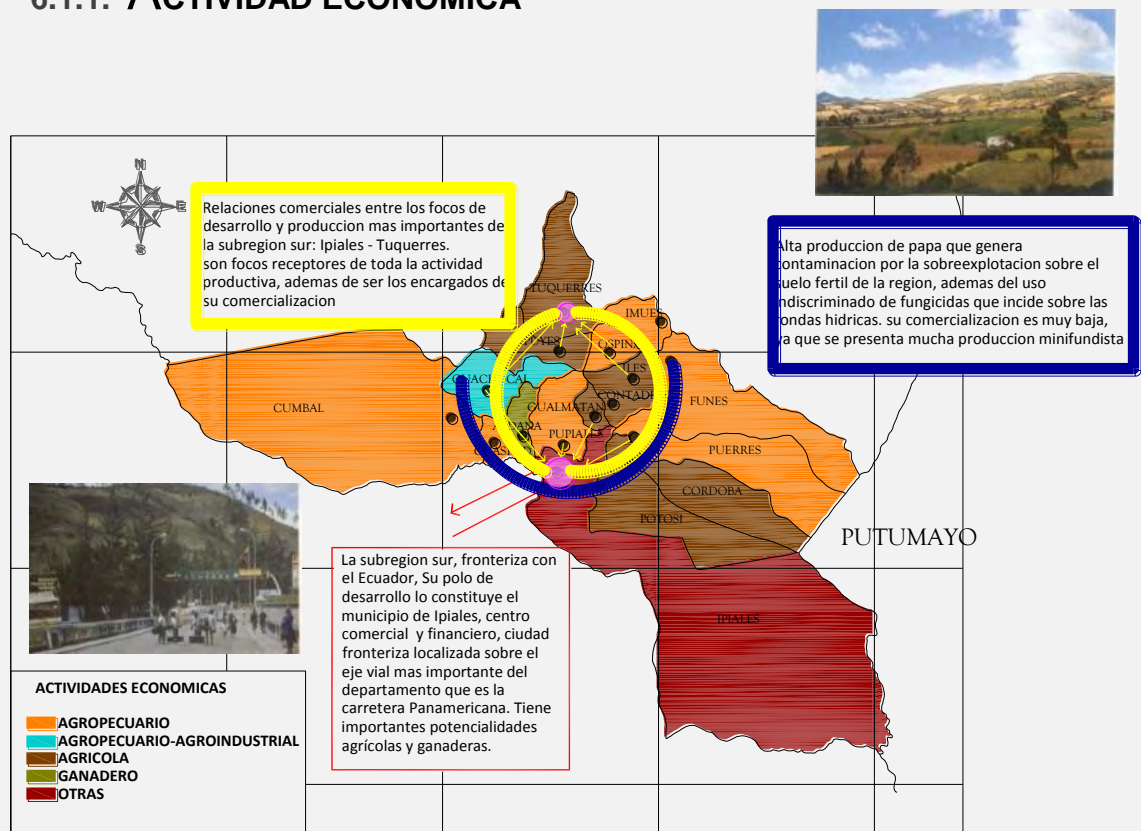 6.1.1. ACTIVIDAD ECONOMICA
N
W E
S
Relaciones comerciales entre los focos de
desarrollo y produccion mas importantes de
la subregion sur: Ipiales - Tuquerres.
son focos receptores de toda la actividad
productiva, ademas de ser los encargados de
su comercializacion
Alta produccion de papa que genera
contaminacion por la sobreexplotacion sobre el
suelo fertil de la region, ademas del uso
indiscriminado de fungicidas que incide sobre las
rondas hidricas. su comercializacion es muy baja,
ya que se presenta mucha produccion minifundista
TUQUERRES
IMUES
OSPINA
CUMBAL
GUALMATAN
FUNES
PUPIALES
PUERRES
CORDOBA
POTOSI
PUTUMAYO
IPIALES
La subregion sur, fronteriza con
el Ecuador, Su polo de
desarrollo lo constituye el
municipio de Ipiales, centro
comercial y financiero, ciudad
fronteriza localizada sobre el
eje vial mas importante del
departamento que es la
carretera Panamericana. Tiene
importantes potencialidades
agrícolas y ganaderas.
ACTIVIDADES ECONOMICAS
AGROPECUARIO
AGROPECUARIO-AGROINDUSTRIAL
AGRICOLA
GANADERO
OTRAS